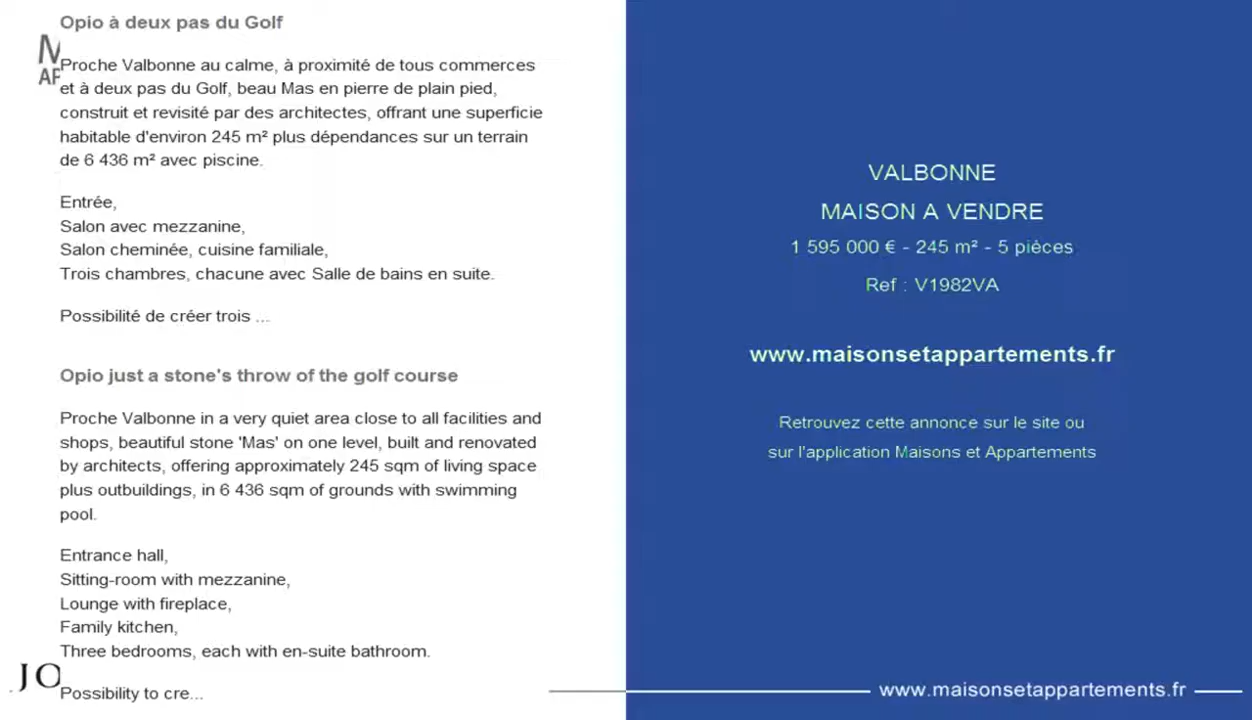 Opio à deux pas du Golf
Proche Valbonne au calme, à proximité de tous commerces
et à deux pas du Golf, beau Mas en pierre de plain pied,
construit et revisité par des architectes, offrant une superficie
habitable d'environ 245 m² plus dépendances sur un terrain
de 6 436 m² avec piscine.
Entrée,
Salon avec mezzanine,
Salon cheminée, cuisine familiale,
Trois chambres, chacune avec Salle de bains en suite.
Possibilité de créer trois ...
Opio just a stone's throw of the golf course
Proche Valbonne in a very quiet area close to all facilities and
shops, beautiful stone 'Mas' on one level, built and renovated
by architects, offering approximately 245 sqm of living space
plus outbuildings, in 6 436 sqm of grounds with swimming
pool.
Entrance hall,
Sitting-room with mezzanine,
Lounge with fireplace,
Family kitchen,
Three bedrooms, each with en-suite bathroom.
Possibility to cre...
JO
VALBONNE
MAISON A VENDRE
1 595 000 € - 245 m² - 5 pièces
Ref : V1982VA
www.maisonsetappartements.fr
Retrouvez cette annonce sur le site ou
sur l'application Maisons et Appartements
www.maisonsetappartements.fr